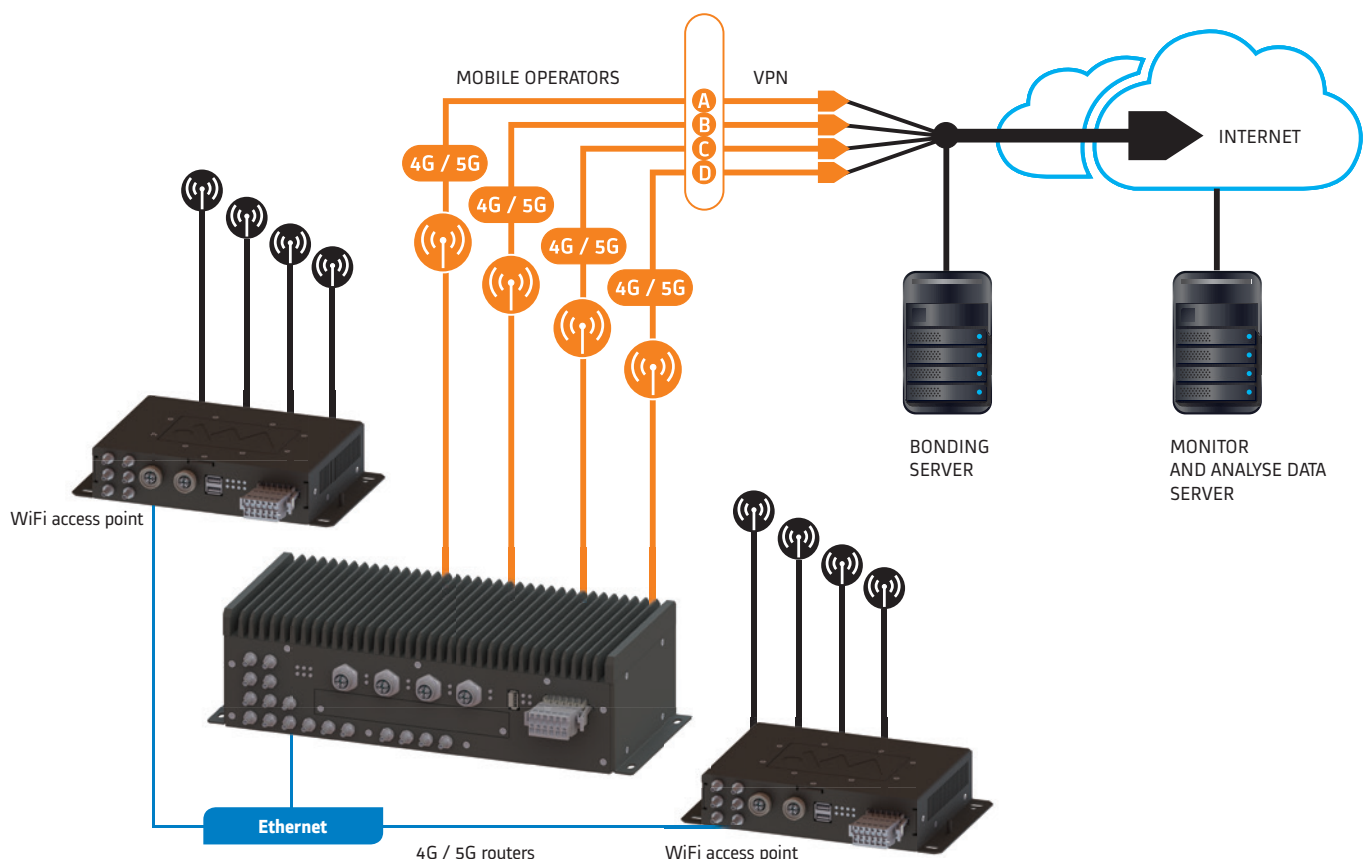 MOBILE OPERATORS
VPN
A
B
C
D
4G / 5G
4G / 5G
4G / 5G
4G / 5G
INTERNET
BONDING
SERVER
MONITOR
AND ANALYSE DATA
SERVER
WiFi access point
Ethernet
4G / 5G routers
WiFi access point